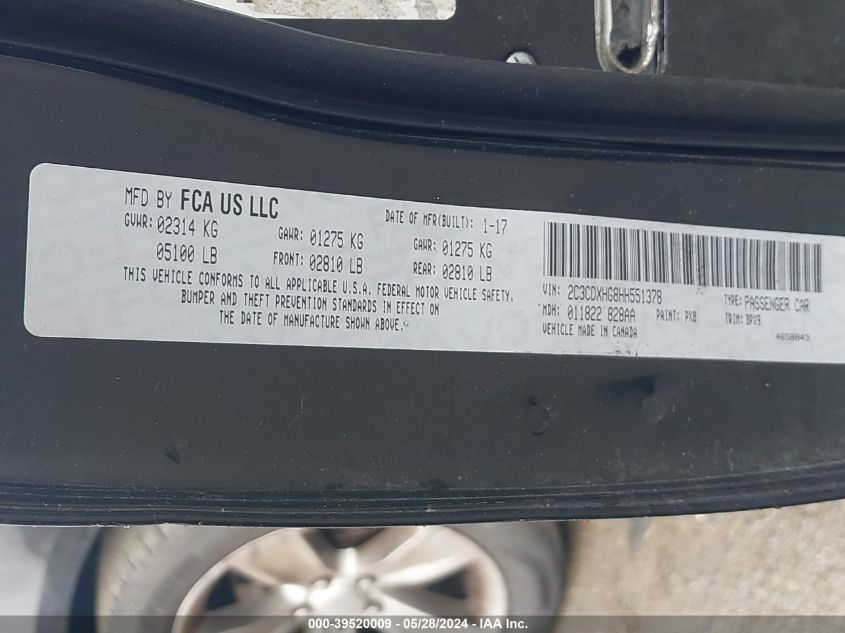 MFD BY FCA US LLC
DATE OF MFR(BUILT): 1-17
GVWR: 02314 KG
GAWR: 01275 KG
GAWR: 01275 KG
05100 LB
FRONT: 02810 LB
REAR: 02810 LB
THIS VEHICLE CONFORMS TO ALL APPLICABLE U.S.A. FEDERAL MOTOR VEHICLE SAFETY,
BUMPER AND THEFT PREVENTION STANDARDS IN EFFECT ON
THE DATE OF MANUFACTURE SHOWN ABOVE.
VIN: 2C3CDXHG8HH551378
TYPE: PASSENGER CAR
MDH: 011822 828AA
PAINT: PX8
TRIM: BPX9
VEHICLE MADE IN CANADA
4658843
000-39520009 - 05/28/2024 - IAA Inc.